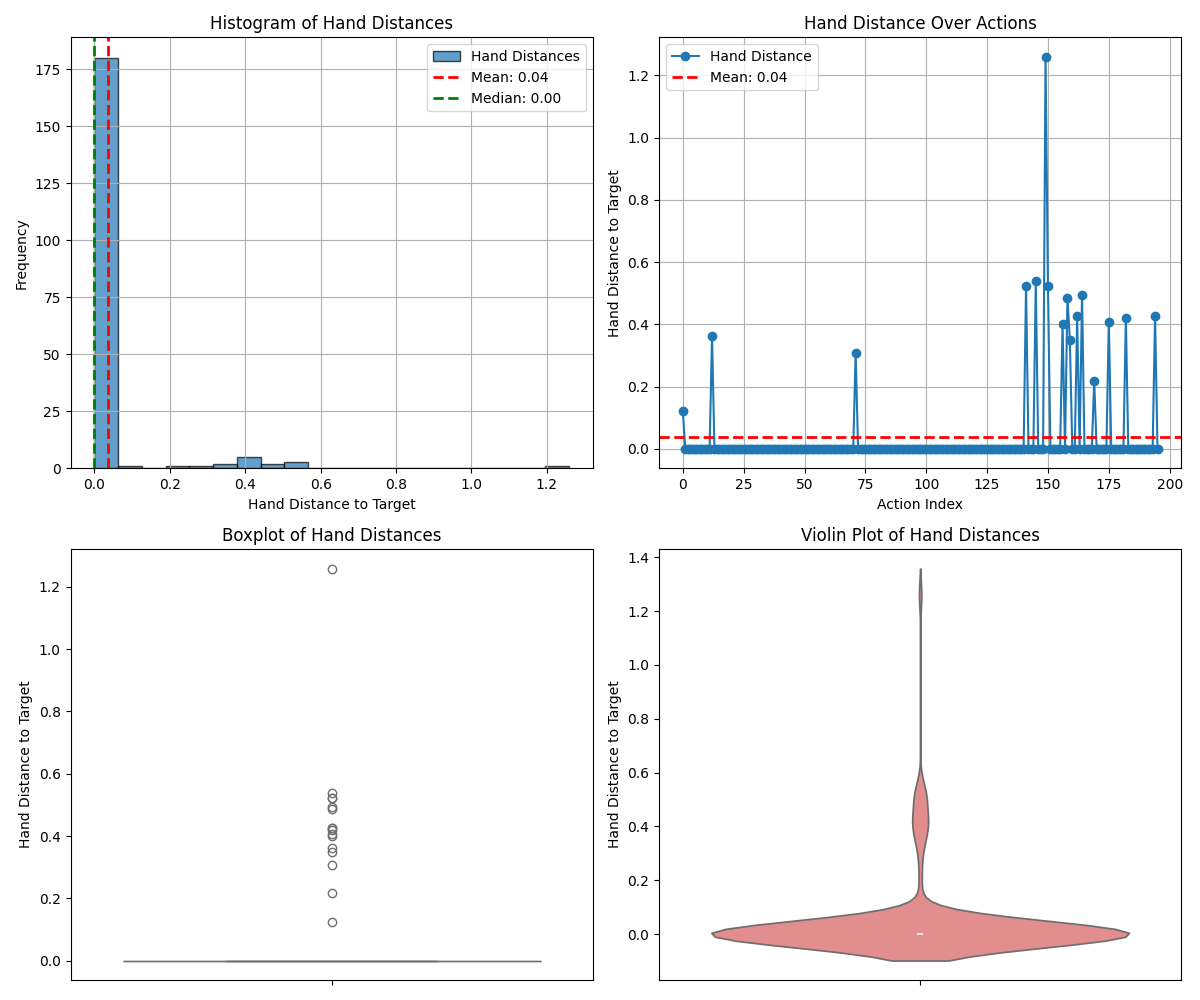 Histogram of Hand Distances
Hand Distances
Mean: 0.04
Median: 0.00
175
150
125
100
75
50
25
0
Frequency
0.0 0.2 0.4 0.6 0.8 1.0 1.2
Hand Distance to Target
Hand Distance Over Actions
Hand Distance
Mean: 0.04
1.2
1.0
0.8
0.6
0.4
0.2
0.0
Hand Distance to Target
0 25 50 75 100 125 150 175 200
Action Index
Boxplot of Hand Distances
1.2
1.0
0.8
0.6
0.4
0.2
0.0
Hand Distance to Target
Violin Plot of Hand Distances
1.4
1.2
1.0
0.8
0.6
0.4
0.2
0.0
Hand Distance to Target